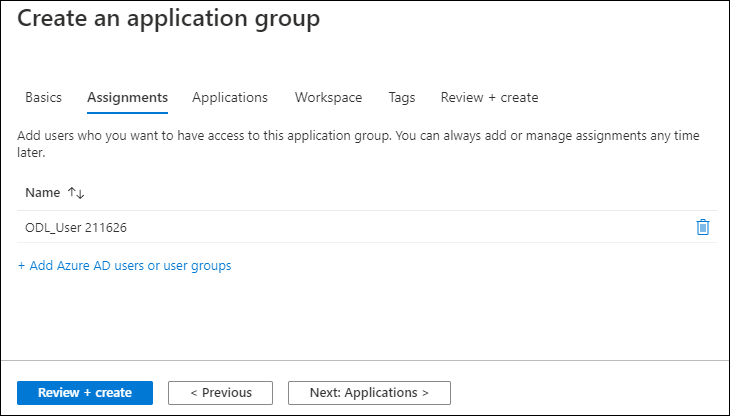 Create an application group
Basics Assignments Applications Workspace Tags Review + create
Add users who you want to have access to this application group. You can always add or manage assignments any time
later.
Name ↑↓
ODL_User 211626
+ Add Azure AD users or user groups
Review + create < Previous Next: Applications >